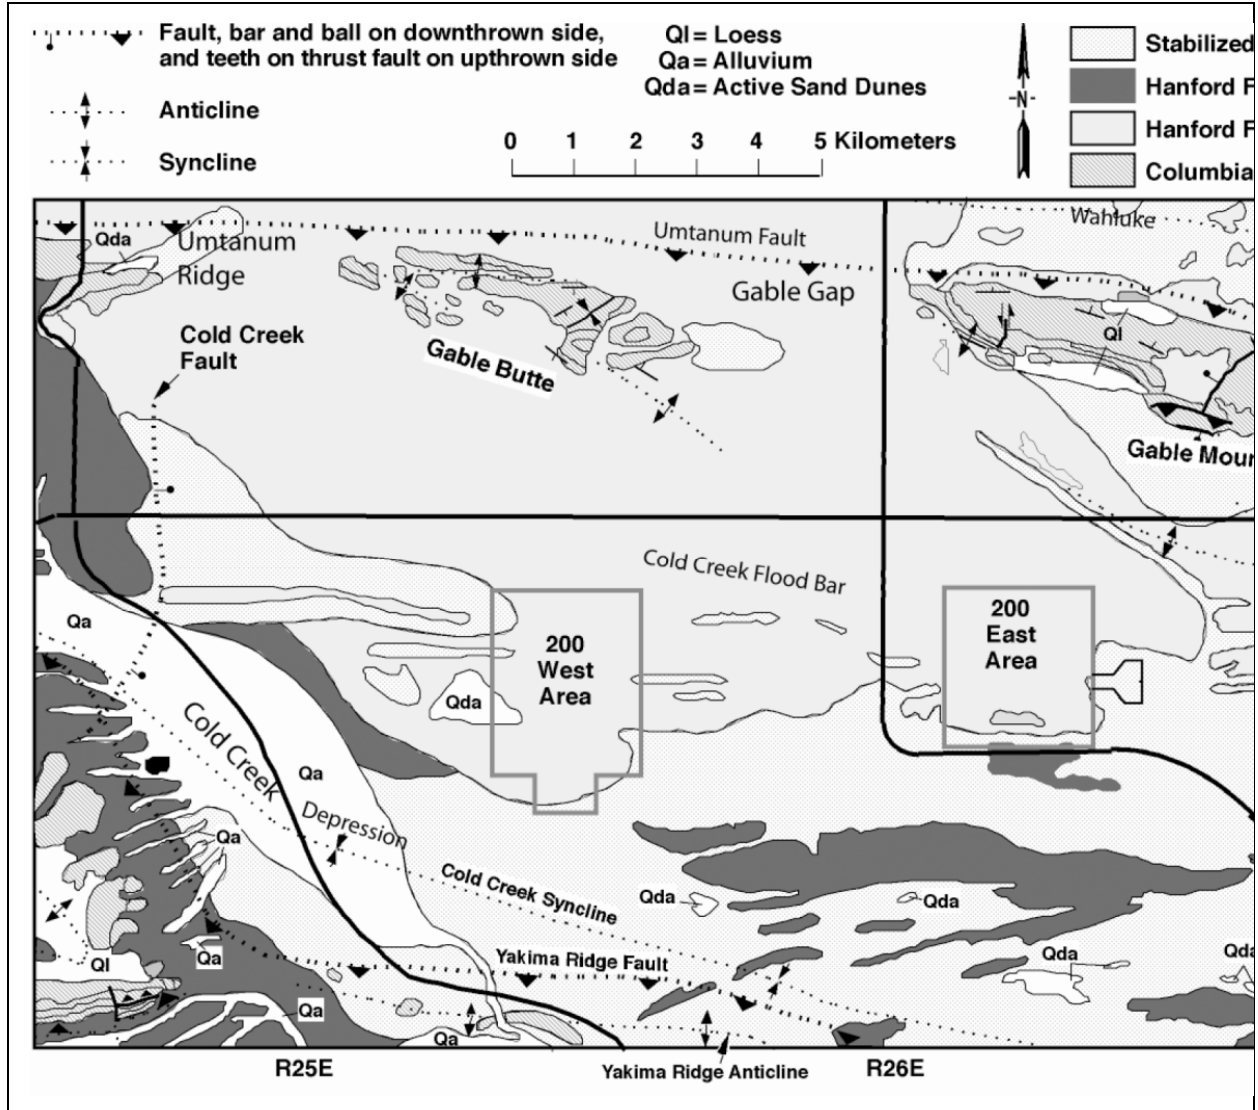 Fault, bar and ball on downthrown side,
and teeth on thrust fault on upthrown side
Anticline
Syncline
Ql = Loess
Qa = Alluvium
Qda = Active Sand Dunes
0 1 2 3 4 5 Kilometers
N
Stabilized
Hanford F
Hanford F
Columbia
Qda
Umtanum
Ridge
Umtanum Fault
Wahluke
Gable Gap
Cold Creek
Fault
Gable Butte
Ql
Gable Moun
Cold Creek Flood Bar
Qa
200
West
Area
200
East
Area
Qda
Cold Creek
Qa
Depression
Qa
Cold Creek Syncline
Qda
Qda
Qa
Yakima Ridge Fault
Ql
Qda
Qda
Qa
Qa
R25E
Yakima Ridge Anticline
R26E